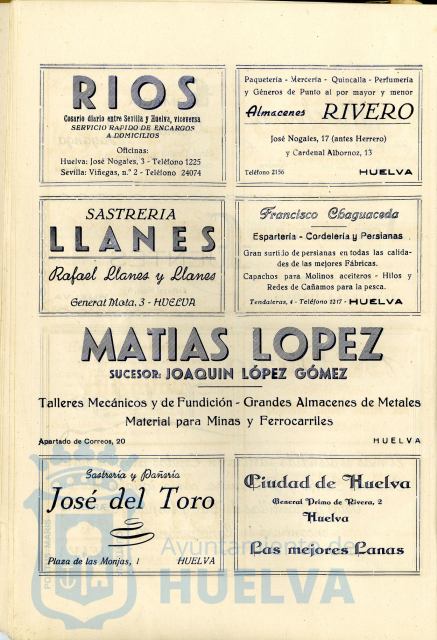 RIOS
Cosario diario entre Sevilla y Huelva, viceversa
SERVICIO RAPIDO DE ENCARGOS
A DOMICILIOS
Oficinas:
Huelva: José Nogales, 3 - Teléfono 1225
Sevilla: Viñegas, n.º 2 - Teléfono 24074
Paquetería - Mercería - Quincalla - Perfumería
y Géneros de Punto al por mayor y menor
Almacenes RIVERO
José Nogales, 17 (antes Herrero)
y Cardenal Albornoz, 13
Teléfono 2156 HUELVA
SASTRERIA
LLANES
Rafael Llanes y Llanes
General Mola, 3 - HUELVA
Francisco Chaguaceda
Espartería - Cordelería y Persianas
Gran surtido de persianas en todas las calida-
des de las mejores Fábricas.
Capachos para Molinos aceiteros - Hilos y
Redes de Cañamos para la pesca.
Tendaleras, 4 - Teléfono 1217 - HUELVA
MATIAS LOPEZ
SUCESOR: JOAQUIN LÓPEZ GÓMEZ
Talleres Mecánicos y de Fundición - Grandes Almacenes de Metales
Material para Minas y Ferrocarriles
Apartado de Correos, 20 HUELVA
Sastrería y Pañería
José del Toro
Plaza de las Monjas, 1 HUELVA
Ciudad de Huelva
General Primo de Rivera, 2
Huelva
Las mejores Lanas
Ayuntamiento de
HUELVA